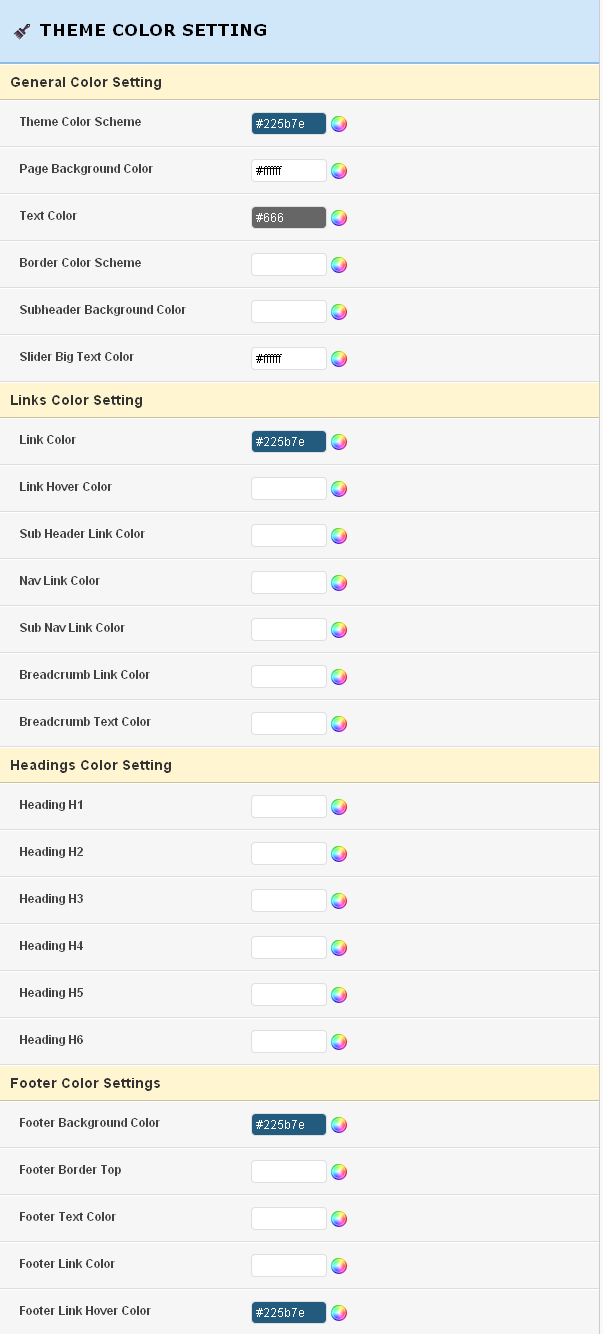 THEME COLOR SETTING
General Color Setting
Theme Color Scheme #225b7e
Page Background Color #ffffff
Text Color #666
Border Color Scheme
Subheader Background Color
Slider Big Text Color #ffffff
Links Color Setting
Link Color #225b7e
Link Hover Color
Sub Header Link Color
Nav Link Color
Sub Nav Link Color
Breadcrumb Link Color
Breadcrumb Text Color
Headings Color Setting
Heading H1
Heading H2
Heading H3
Heading H4
Heading H5
Heading H6
Footer Color Settings
Footer Background Color #225b7e
Footer Border Top
Footer Text Color
Footer Link Color
Footer Link Hover Color #225b7e